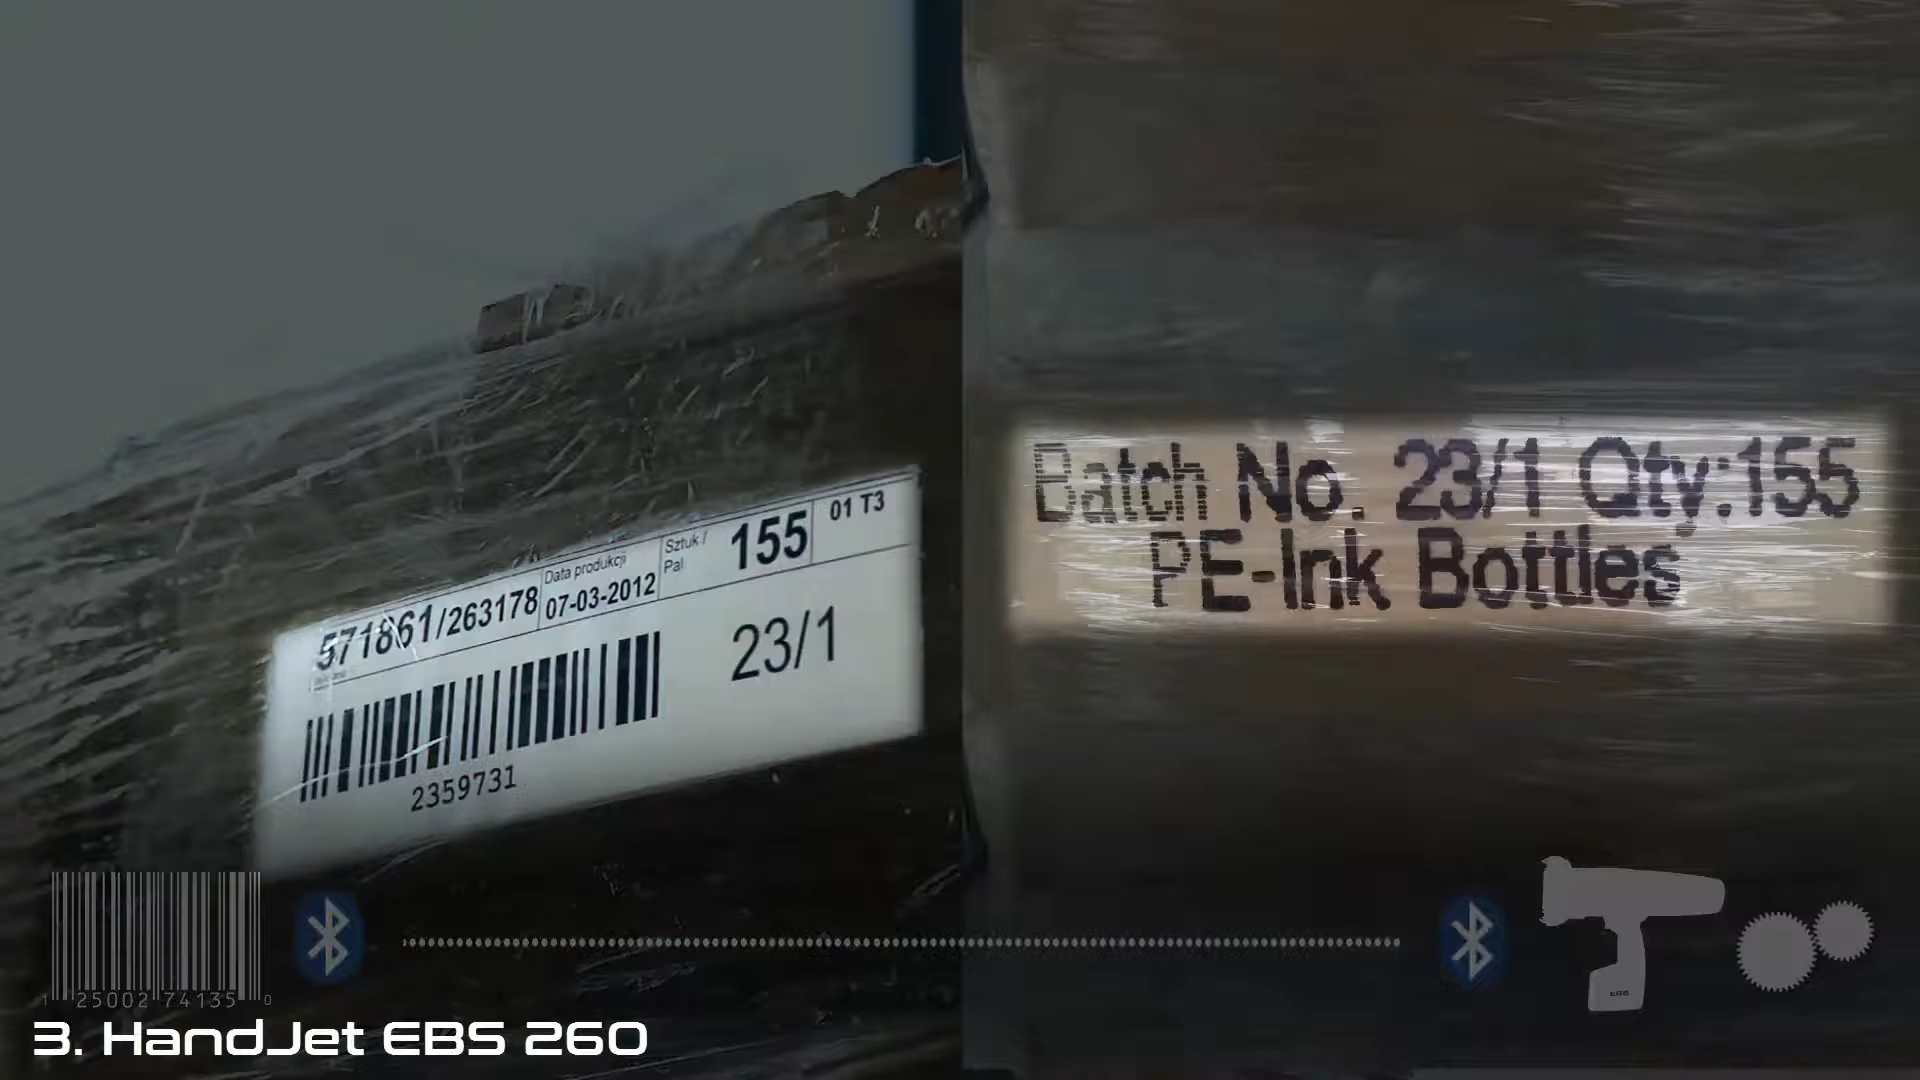 571861/263178
Data produkcji
07-03-2012
Sztuk /
Pal
155
01 T3
23/1
2359731
Batch No. 23/1 Qty:155
PE-Ink Bottles
25002 74135 0
EBS
3. HandJet EBS 260